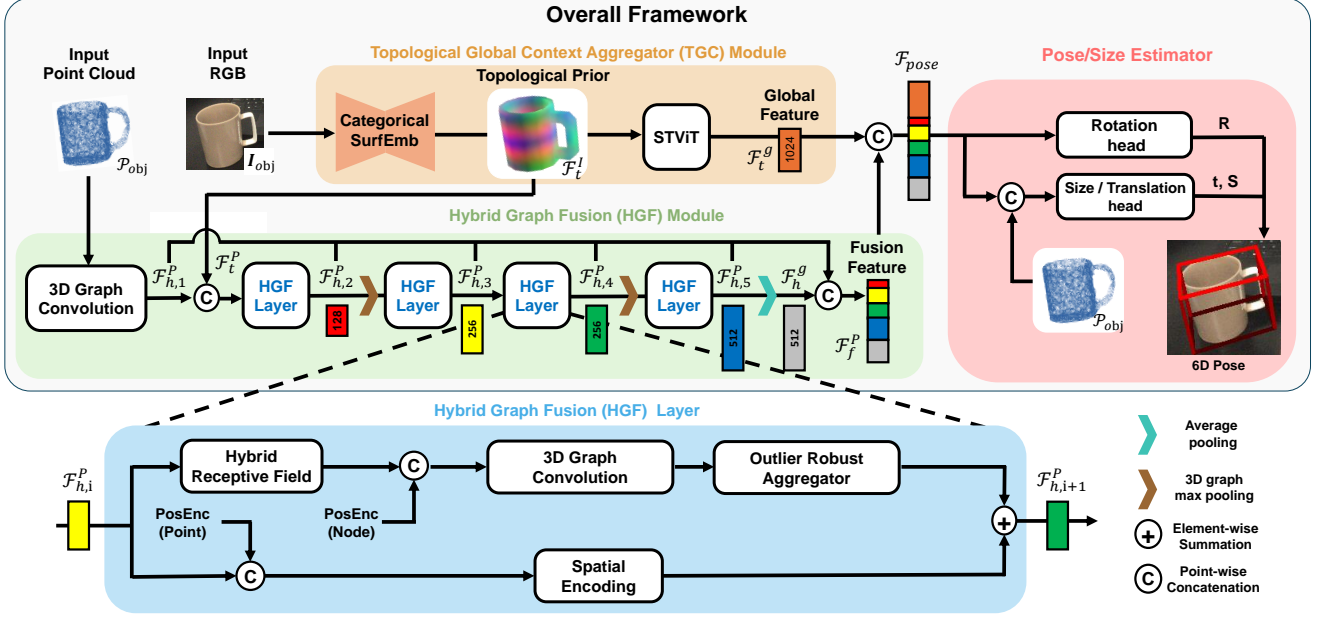 Overall Framework
Input
Point Cloud
Input
RGB
Topological Global Context Aggregator (TGC) Module
Topological Prior
Categorical
SurfEmb
STViT
Global
Feature
1024
𝓕_t^g
𝓕_t^I
𝓟_obj
I_obj
C
𝓕_pose
Pose/Size Estimator
Rotation
head
R
C
Size / Translation
head
t, S
𝓟_obj
6D Pose
Hybrid Graph Fusion (HGF) Module
3D Graph
Convolution
𝓕_{h,1}^P
C
𝓕_t^P
HGF
Layer
𝓕_{h,2}^P
128
HGF
Layer
𝓕_{h,3}^P
256
HGF
Layer
𝓕_{h,4}^P
256
HGF
Layer
𝓕_{h,5}^P
512
𝓕_h^g
512
C
Fusion
Feature
𝓕_f^P
Hybrid Graph Fusion (HGF) Layer
𝓕_{h,i}^P
Hybrid
Receptive Field
C
3D Graph
Convolution
Outlier Robust
Aggregator
PosEnc
(Point)
PosEnc
(Node)
C
Spatial
Encoding
+
𝓕_{h,i+1}^P
Average
pooling
3D graph
max pooling
+
Element-wise
Summation
C
Point-wise
Concatenation